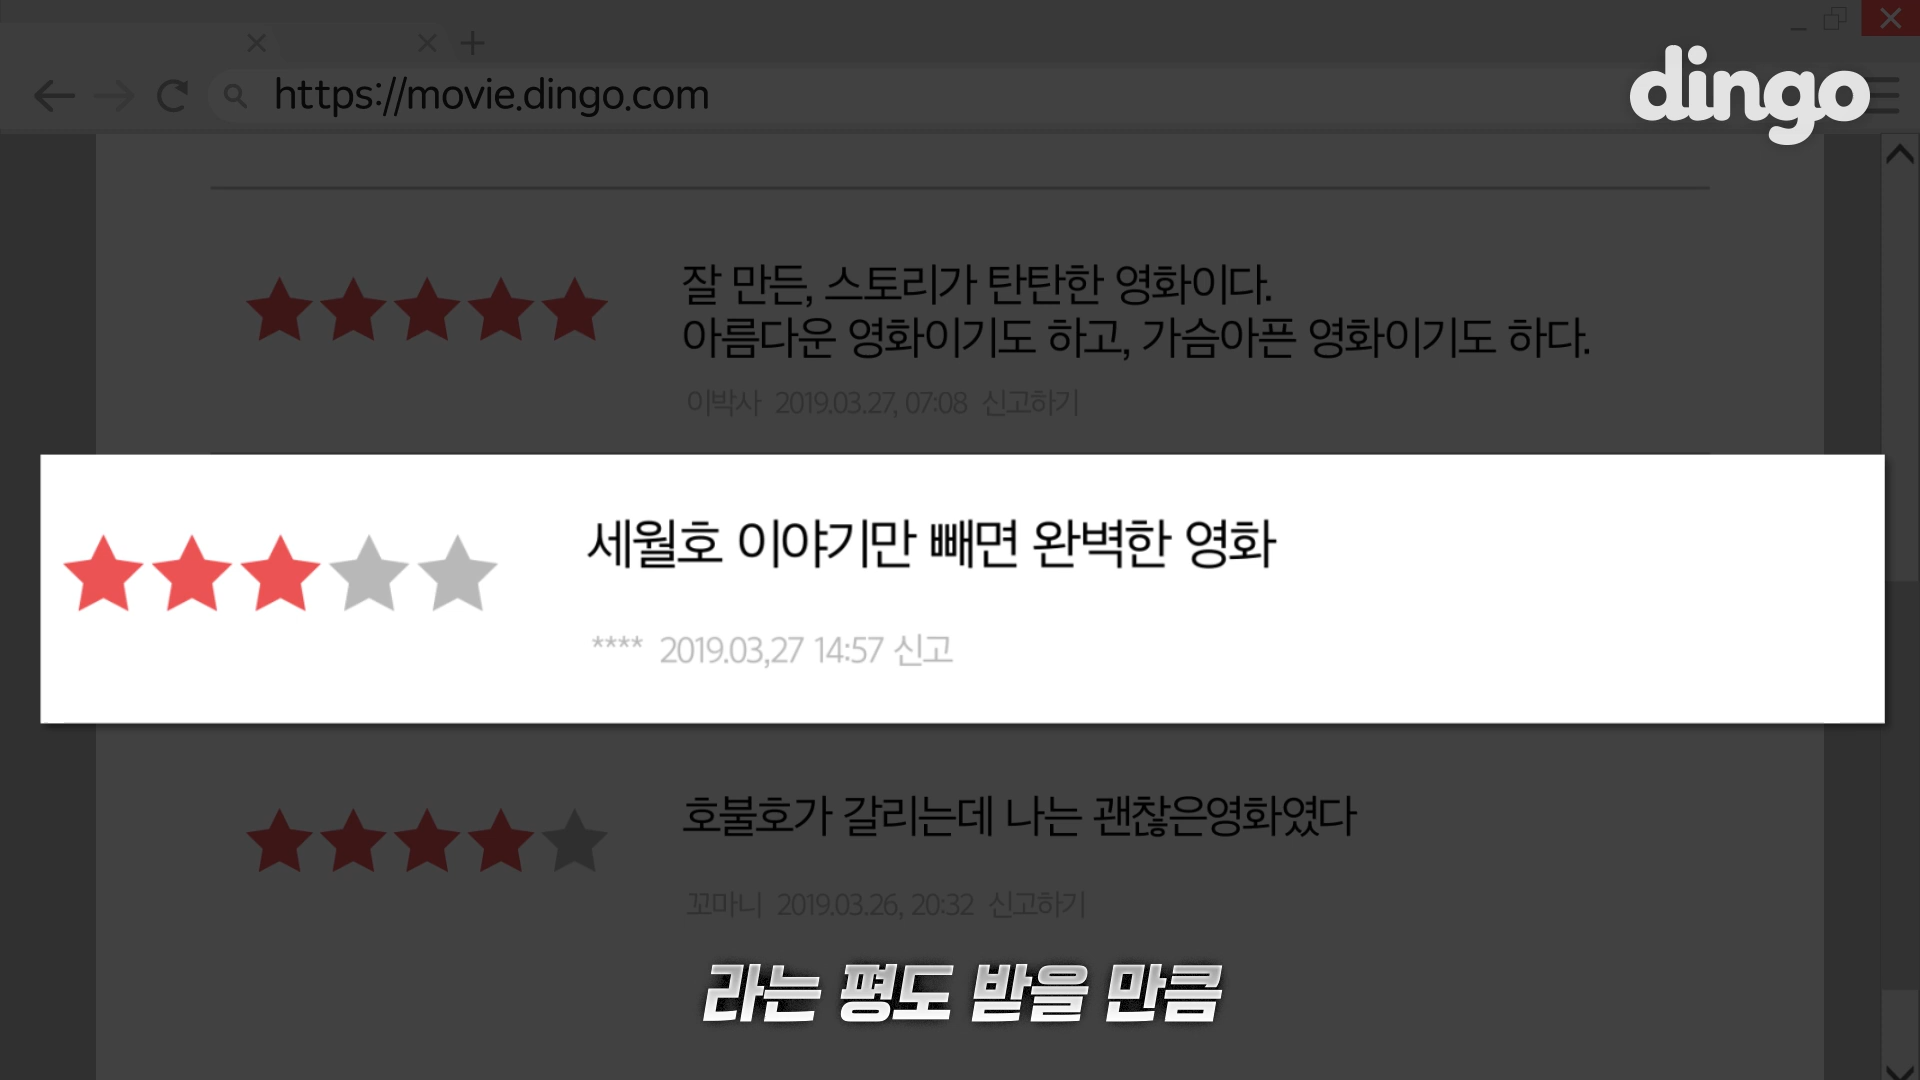 https://movie.dingo.com
dingo
잘 만든, 스토리가 탄탄한 영화이다.
아름다운 영화이기도 하고, 가슴아픈 영화이기도 하다.
이박사 2019.03.27, 07:08 신고하기
세월호 이야기만 빼면 완벽한 영화
**** 2019.03,27 14:57 신고
호불호가 갈리는데 나는 괜찮은영화였다
꼬마니 2019.03.26, 20:32 신고하기
라는 평도 받을 만큼